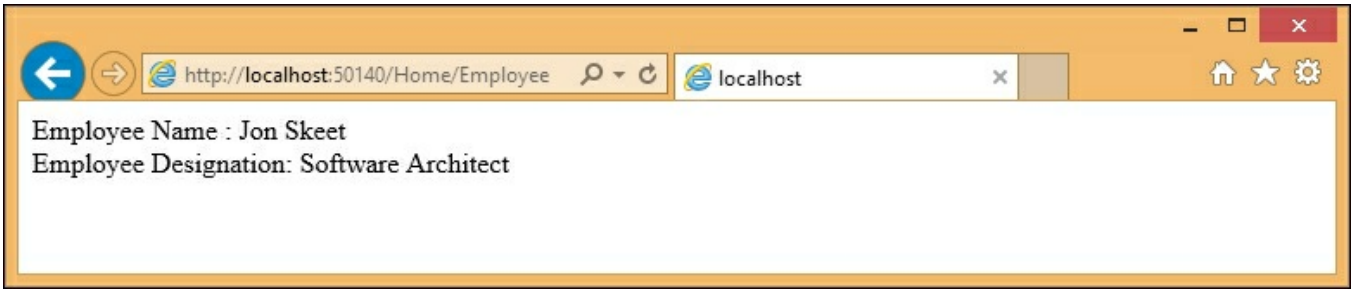 http://localhost:50140/Home/Employee
localhost
Employee Name : Jon Skeet
Employee Designation: Software Architect